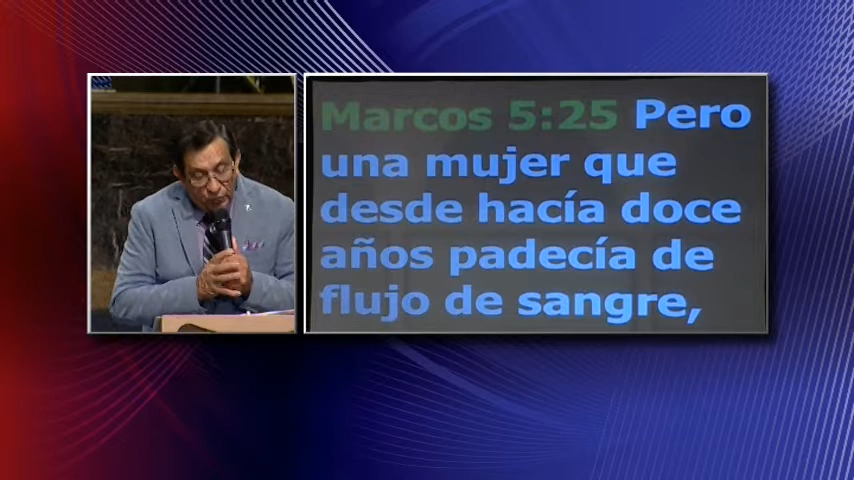 Marcos 5:25 Pero
una mujer que
desde hacía doce
años padecía de
flujo de sangre,